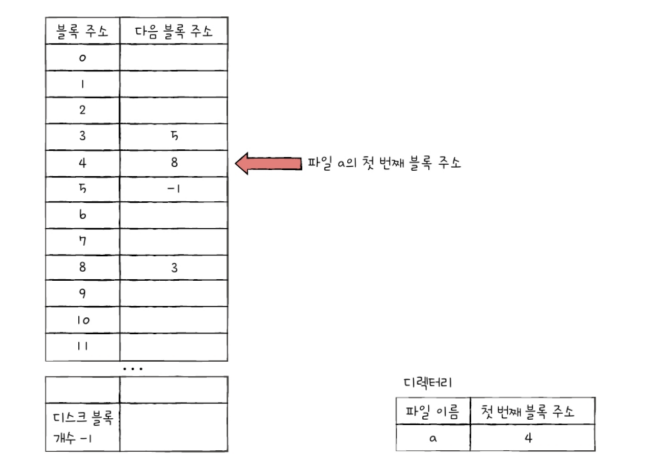 블록 주소 다음 블록 주소
0
1
2
3 5
4 8
파일 a의 첫 번째 블록 주소
5 -1
6
7
8 3
9
10
11
...
디스크 블록
개수 -1
디렉터리
파일 이름 첫 번째 블록 주소
a 4